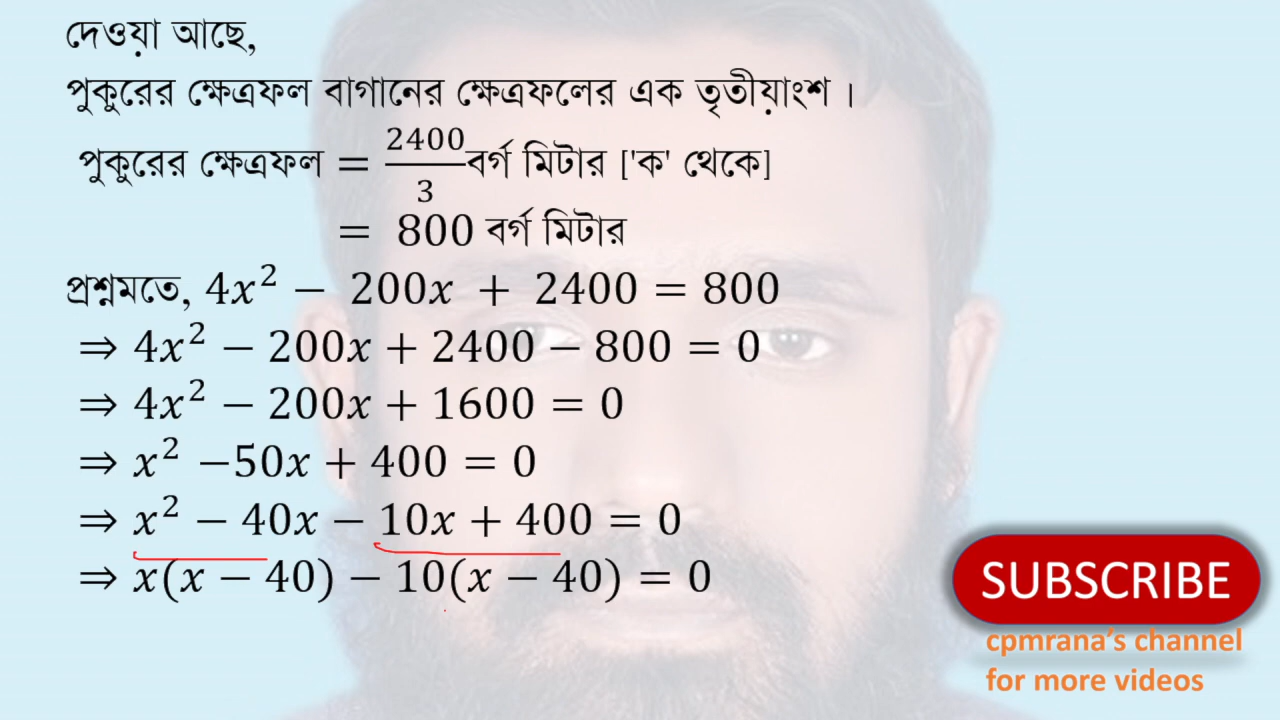 দেওয়া আছে,
পুকুরের ক্ষেত্রফল বাগানের ক্ষেত্রফলের এক তৃতীয়াংশ ।
পুকুরের ক্ষেত্রফল = 2400/3 বর্গ মিটার ['ক' থেকে]
= 800 বর্গ মিটার
প্রশ্নমতে, 4x² − 200x + 2400 = 800
⇒ 4x² − 200x + 2400 − 800 = 0
⇒ 4x² − 200x + 1600 = 0
⇒ x² −50x + 400 = 0
⇒ x² − 40x − 10x + 400 = 0
⇒ x(x − 40) − 10(x − 40) = 0
SUBSCRIBE
cpmrana's channel
for more videos